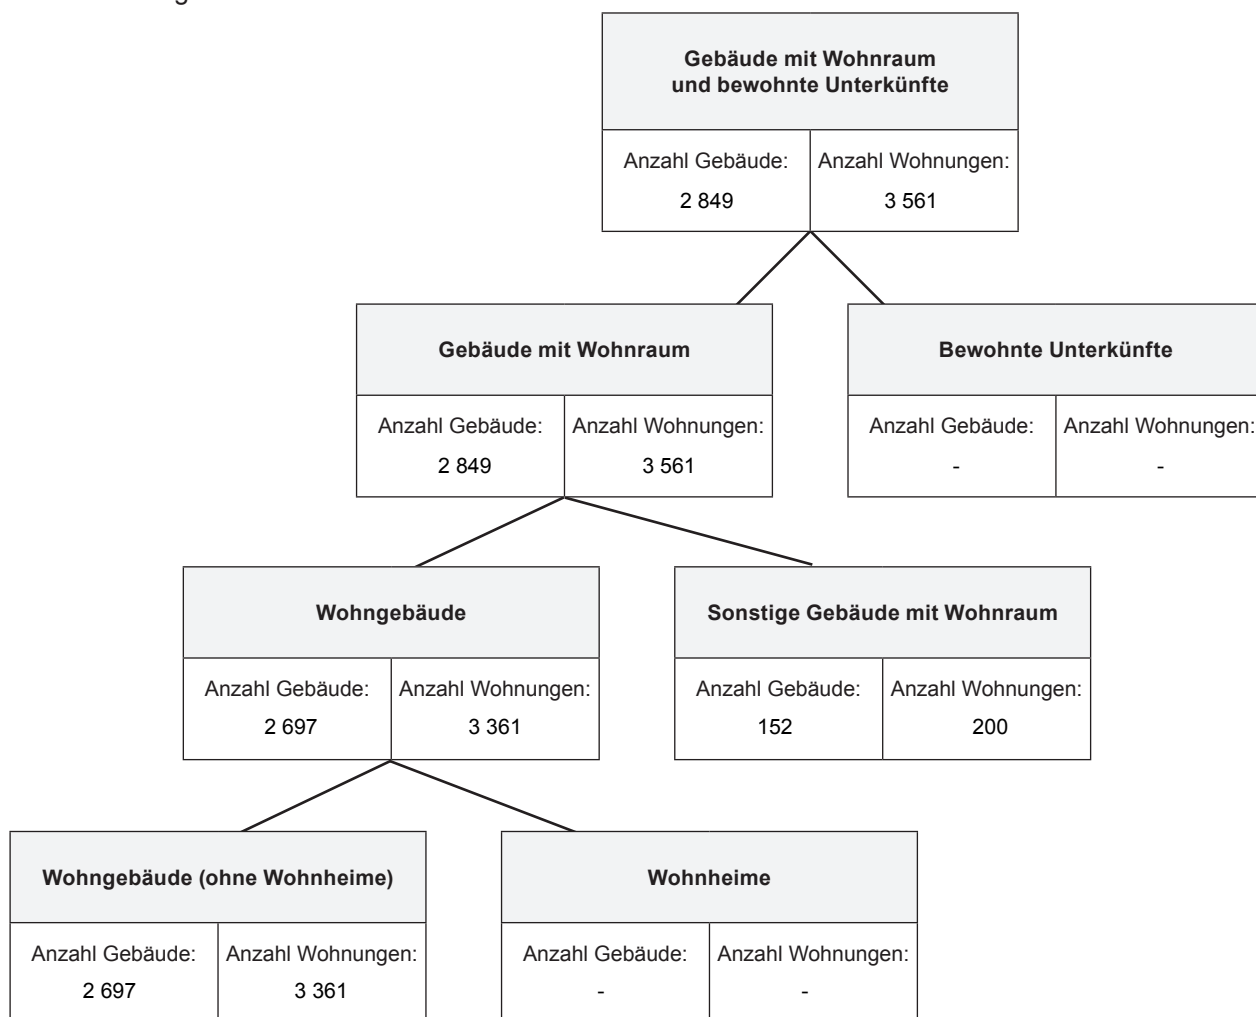 Gebäude mit Wohnraum
und bewohnte Unterkünfte
Anzahl Gebäude: Anzahl Wohnungen:
2 849 3 561
Gebäude mit Wohnraum
Bewohnte Unterkünfte
Anzahl Gebäude: Anzahl Wohnungen:
2 849 3 561
Anzahl Gebäude: Anzahl Wohnungen:
- -
Wohngebäude
Sonstige Gebäude mit Wohnraum
Anzahl Gebäude: Anzahl Wohnungen:
2 697 3 361
Anzahl Gebäude: Anzahl Wohnungen:
152 200
Wohngebäude (ohne Wohnheime)
Wohnheime
Anzahl Gebäude: Anzahl Wohnungen:
2 697 3 361
Anzahl Gebäude: Anzahl Wohnungen:
- -